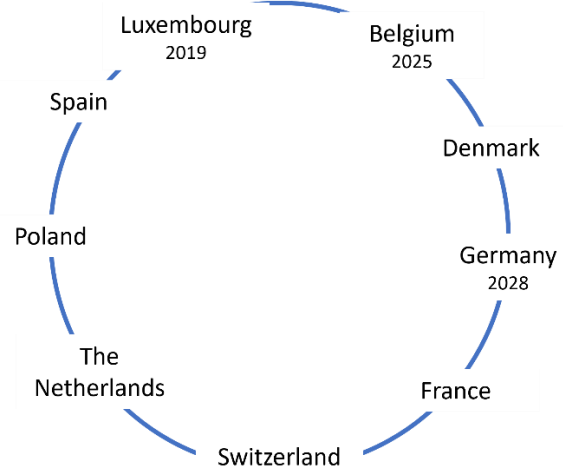 Luxembourg
2019
Belgium
2025
Spain
Denmark
Poland
Germany
2028
The
Netherlands
France
Switzerland